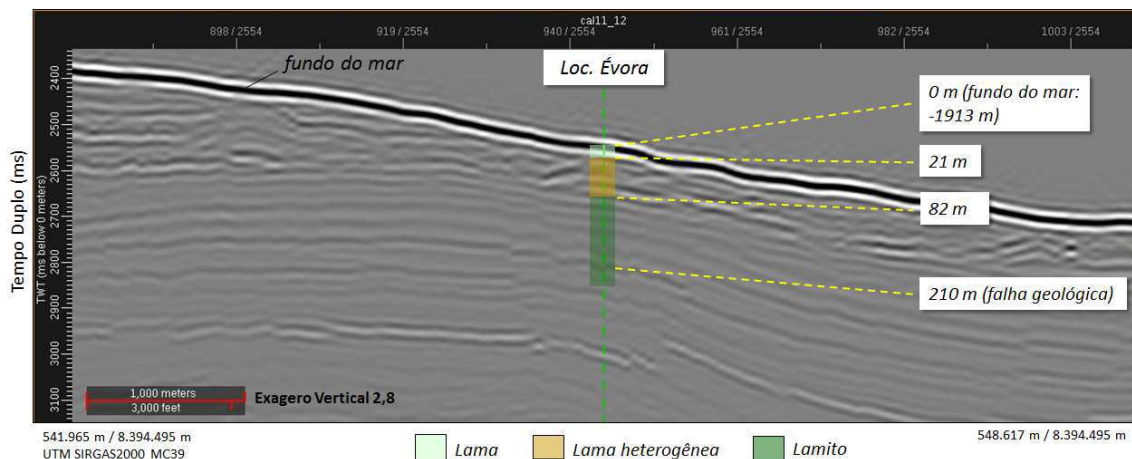 cal11_12
898 / 2554
919 / 2554
940 / 2554
961 / 2554
982 / 2554
1003 / 2554
fundo do mar
Loc. Évora
0 m (fundo do mar:
-1913 m)
21 m
82 m
210 m (falha geológica)
Tempo Duplo (ms)
TWT (ms below 0 meters)
2400
2500
2600
2700
2800
2900
3000
3100
1,000 meters
3,000 feet
Exagero Vertical 2,8
541.965 m / 8.394.495 m
UTM SIRGAS2000 MC39
Lama
Lama heterogênea
Lamito
548.617 m / 8.394.495 m